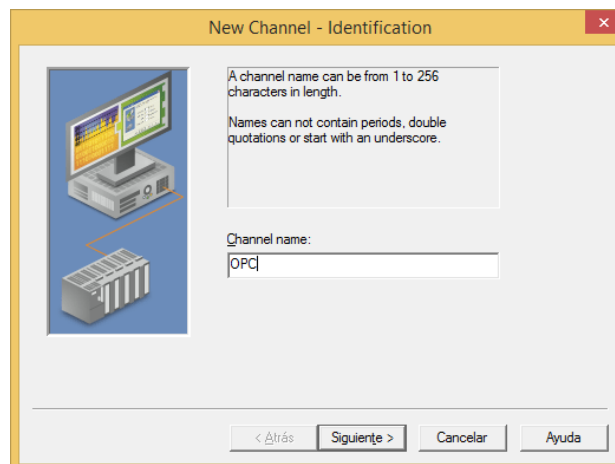 New Channel - Identification
A channel name can be from 1 to 256
characters in length.
Names can not contain periods, double
quotations or start with an underscore.
Channel name:
OPC
< Atrás
Siguiente >
Cancelar
Ayuda